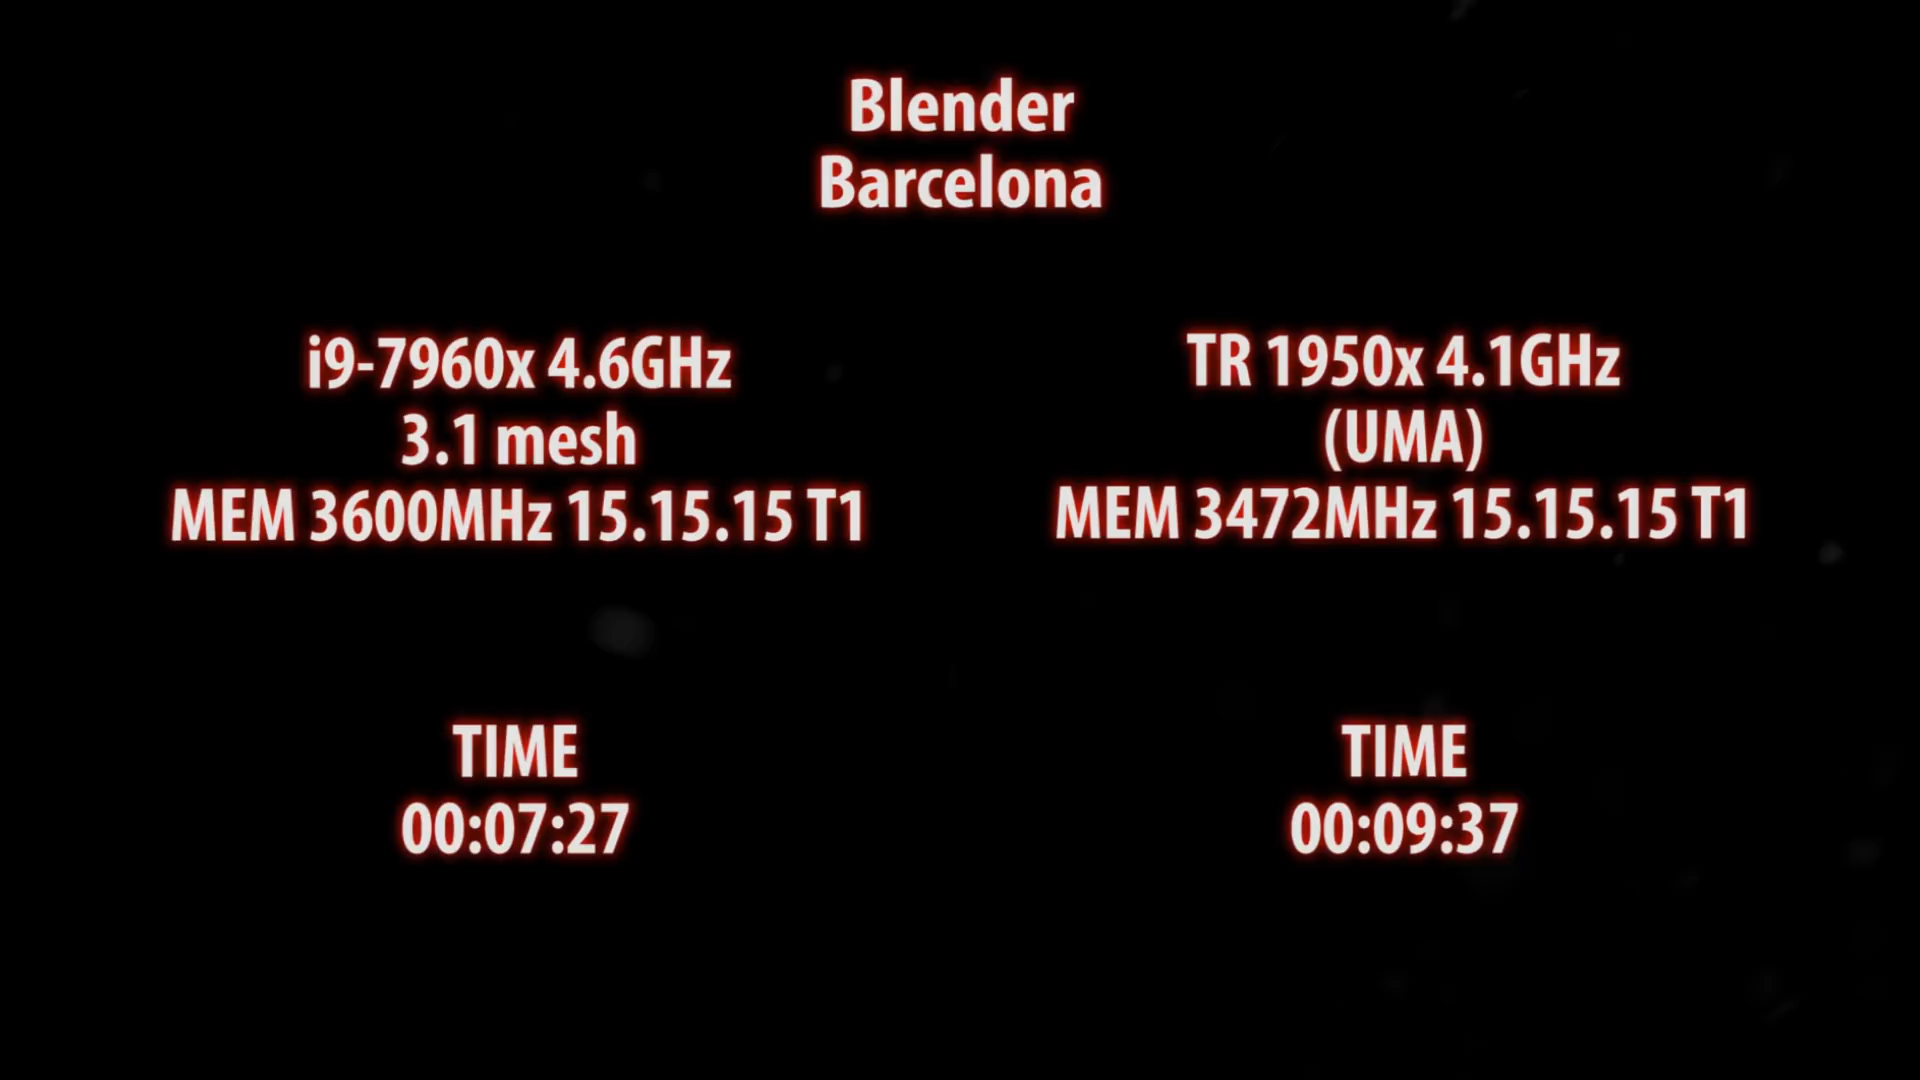 Blender
Barcelona
i9-7960x 4.6GHz
3.1 mesh
MEM 3600MHz 15.15.15 T1
TR 1950x 4.1GHz
(UMA)
MEM 3472MHz 15.15.15 T1
TIME
00:07:27
TIME
00:09:37